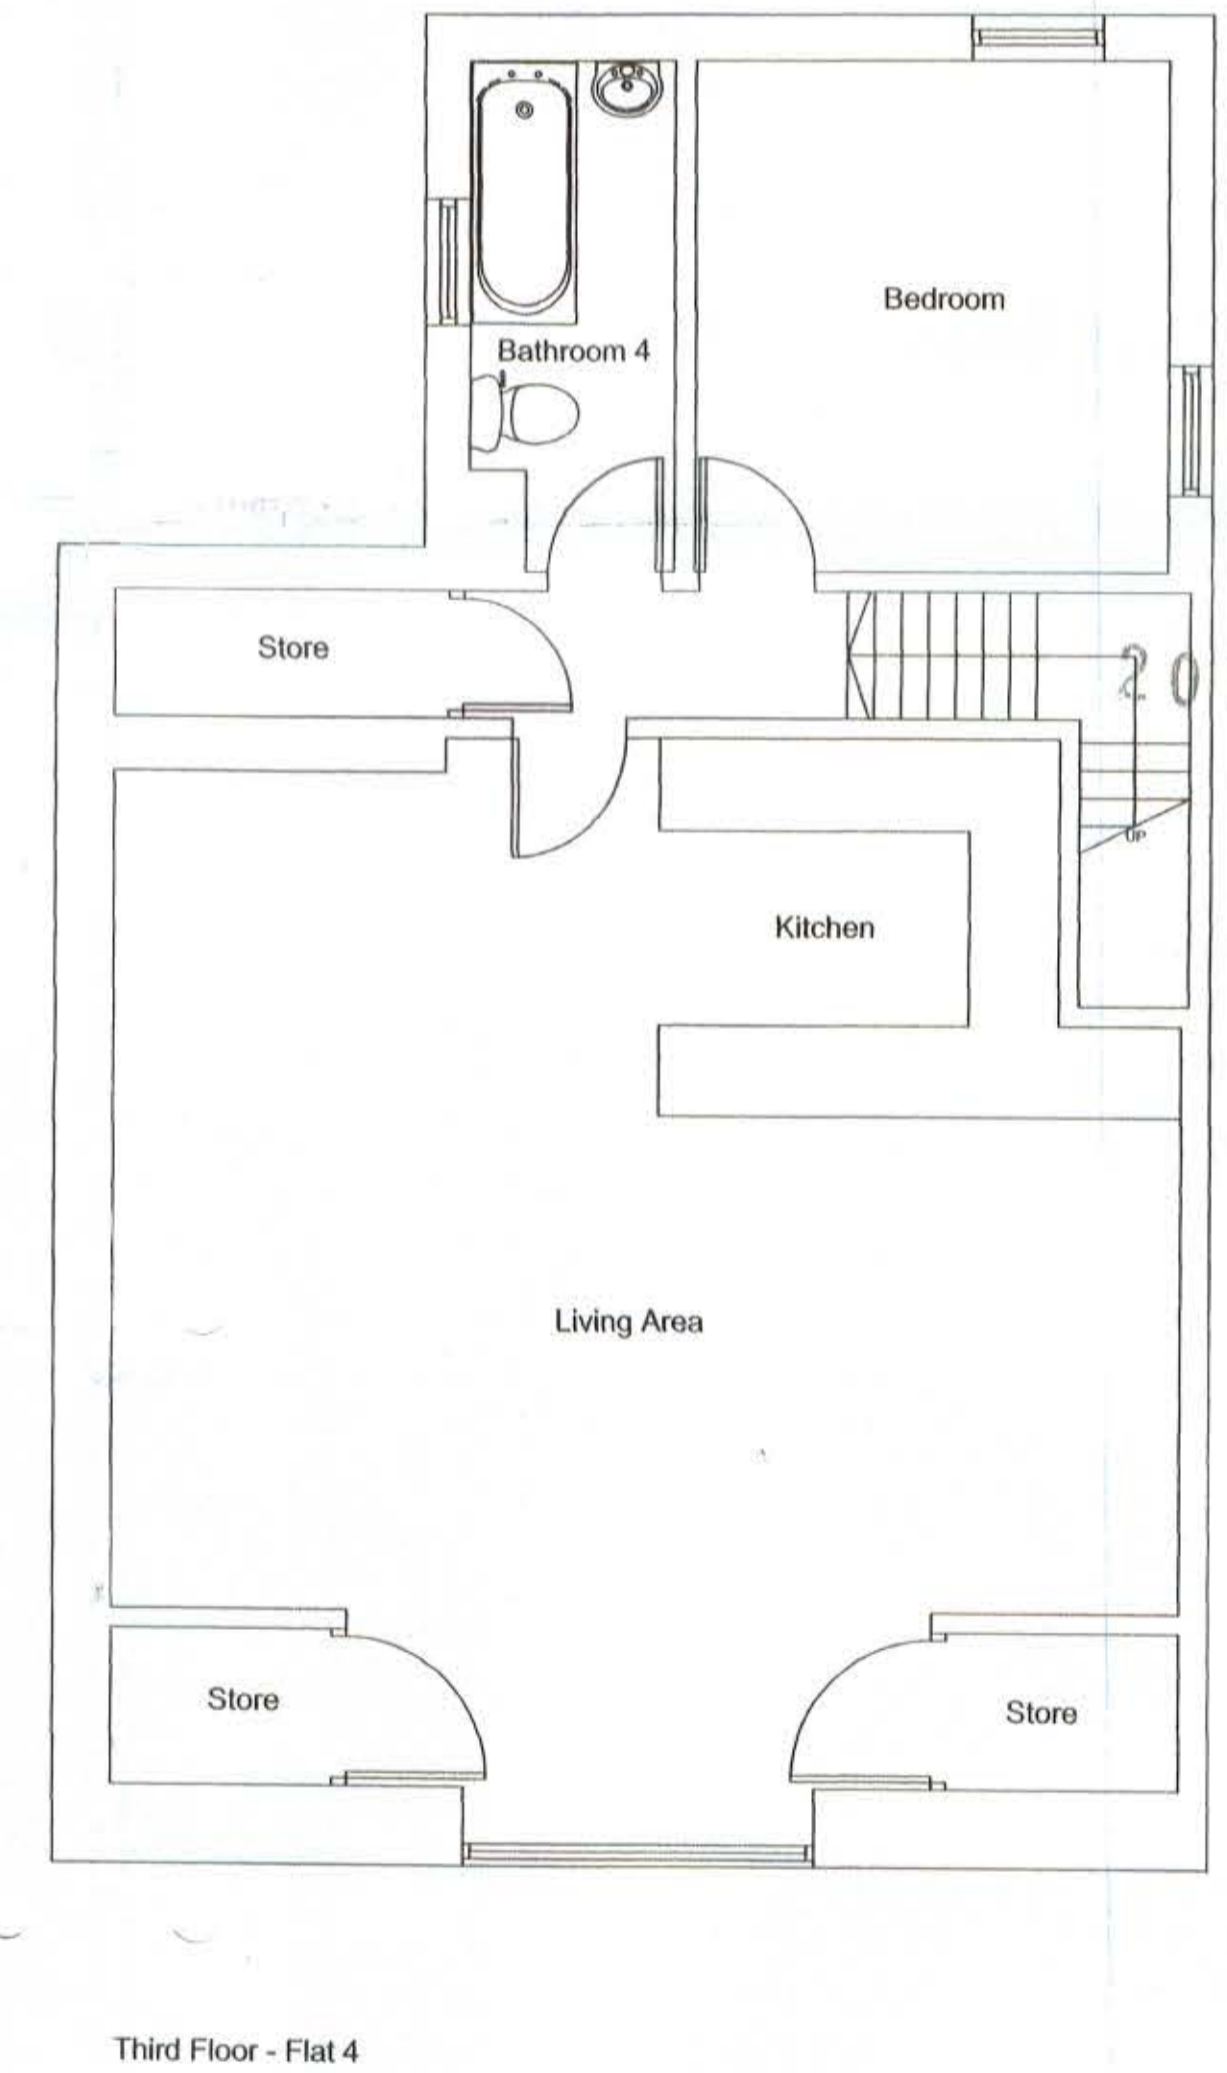 Bedroom
Bathroom 4
Store
UP
Kitchen
Living Area
Store
Store
Third Floor - Flat 4